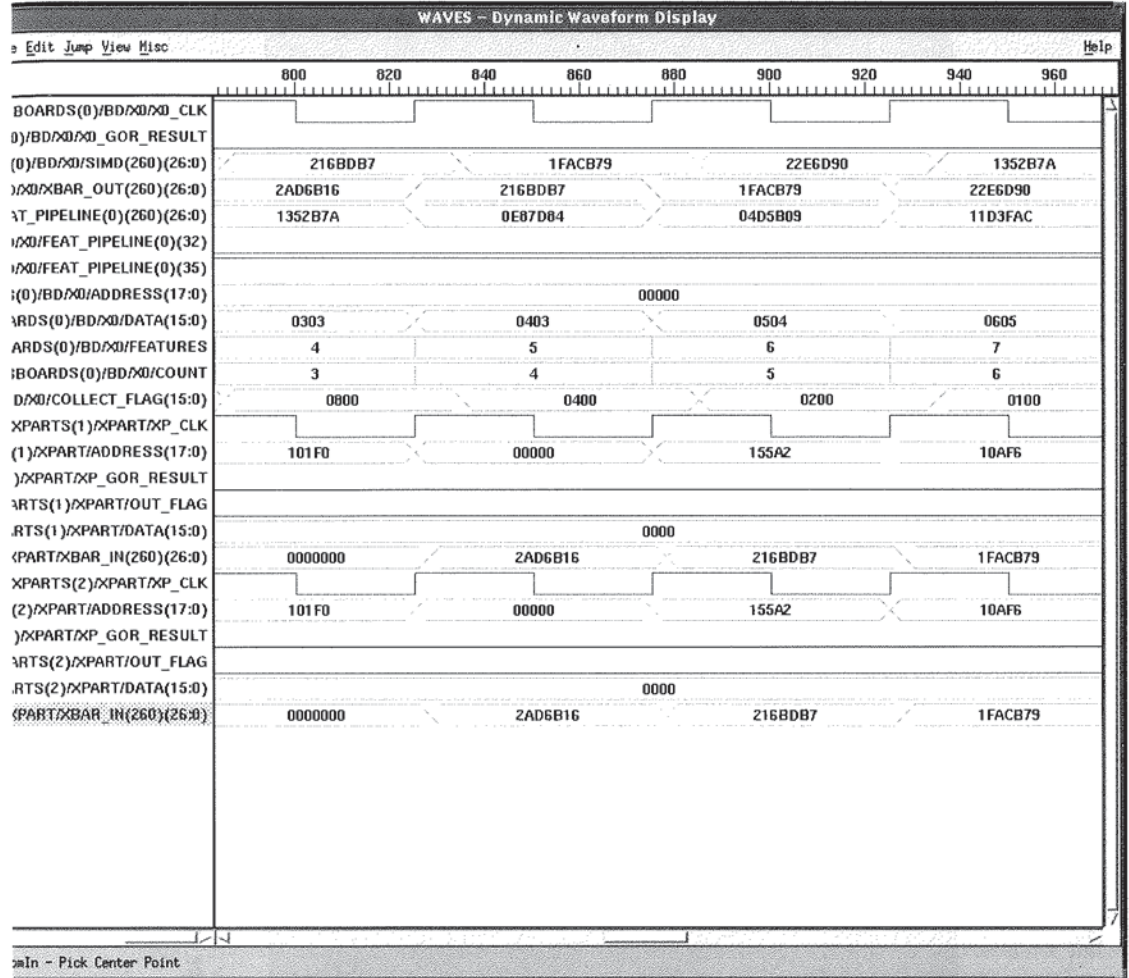 WAVES – Dynamic Waveform Display
e Edit Jump View Misc Help
800 820 840 860 880 900 920 940 960
BOARDS(0)/BD/X0/X0_CLK
0)/BD/X0/X0_GOR_RESULT
(0)/BD/X0/SIMD(260)(26:0) 216BDB7 1FACB79 22E6D90 1352B7A
)/X0/XBAR_OUT(260)(26:0) 2AD6B16 216BDB7 1FACB79 22E6D90
AT_PIPELINE(0)(260)(26:0) 1352B7A 0E87D84 04D5B09 11D3FAC
)/X0/FEAT_PIPELINE(0)(32)
)/X0/FEAT_PIPELINE(0)(35)
S(0)/BD/X0/ADDRESS(17:0) 00000
ARDS(0)/BD/X0/DATA(15:0) 0303 0403 0504 0605
ARDS(0)/BD/X0/FEATURES 4 5 6 7
BOARDS(0)/BD/X0/COUNT 3 4 5 6
D/X0/COLLECT_FLAG(15:0) 0800 0400 0200 0100
XPARTS(1)/XPART/XP_CLK
(1)/XPART/ADDRESS(17:0) 101F0 00000 155A2 10AF6
)/XPART/XP_GOR_RESULT
ARTS(1)/XPART/OUT_FLAG
RTS(1)/XPART/DATA(15:0) 0000
XPART/XBAR_IN(260)(26:0) 0000000 2AD6B16 216BDB7 1FACB79
XPARTS(2)/XPART/XP_CLK
(2)/XPART/ADDRESS(17:0) 101F0 00000 155A2 10AF6
)/XPART/XP_GOR_RESULT
ARTS(2)/XPART/OUT_FLAG
RTS(2)/XPART/DATA(15:0) 0000
XPART/XBAR_IN(260)(26:0) 0000000 2AD6B16 216BDB7 1FACB79
omIn - Pick Center Point